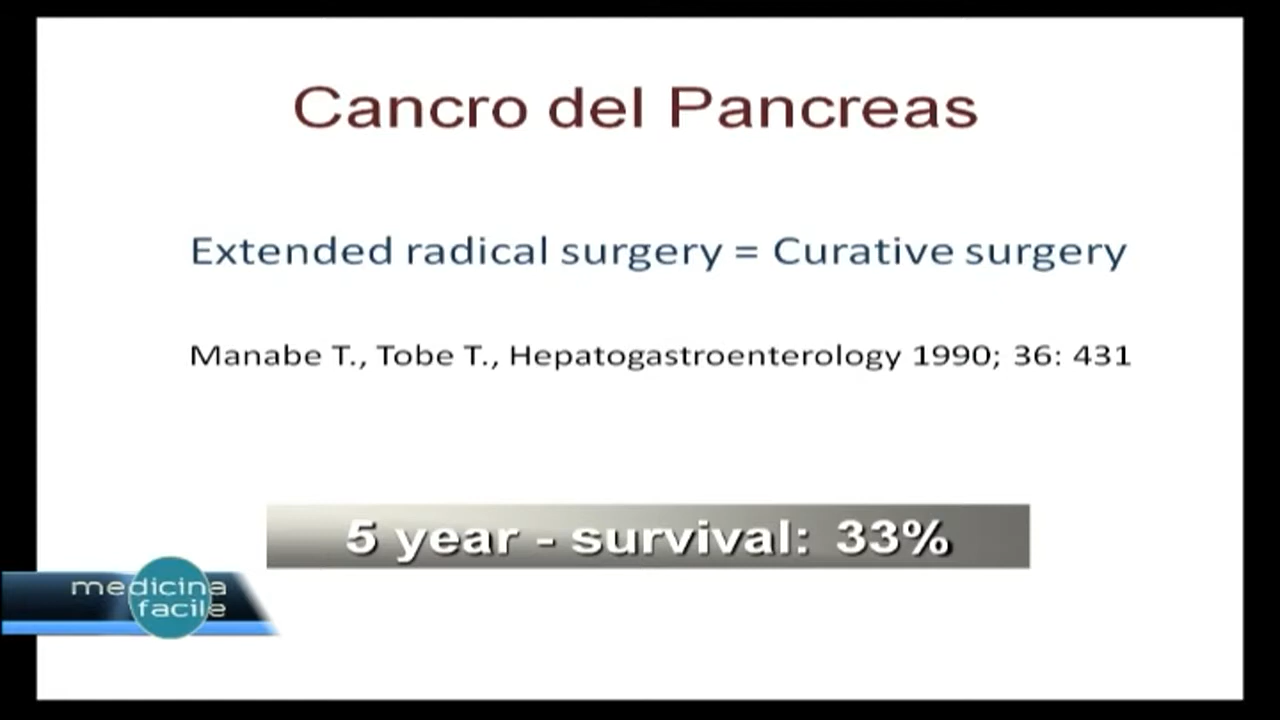 Cancro del Pancreas
Extended radical surgery = Curative surgery
Manabe T., Tobe T., Hepatogastroenterology 1990; 36: 431
5 year - survival: 33%
medicina
facile